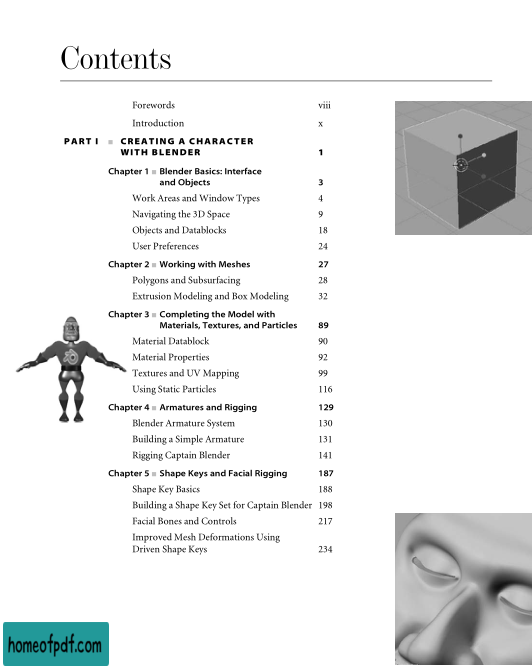 Contents
Forewords viii
Introduction x
PART I ■ CREATING A CHARACTER
WITH BLENDER 1
Chapter 1 ■ Blender Basics: Interface
and Objects 3
Work Areas and Window Types 4
Navigating the 3D Space 9
Objects and Datablocks 18
User Preferences 24
Chapter 2 ■ Working with Meshes 27
Polygons and Subsurfacing 28
Extrusion Modeling and Box Modeling 32
Chapter 3 ■ Completing the Model with
Materials, Textures, and Particles 89
Material Datablock 90
Material Properties 92
Textures and UV Mapping 99
Using Static Particles 116
Chapter 4 ■ Armatures and Rigging 129
Blender Armature System 130
Building a Simple Armature 131
Rigging Captain Blender 141
Chapter 5 ■ Shape Keys and Facial Rigging 187
Shape Key Basics 188
Building a Shape Key Set for Captain Blender 198
Facial Bones and Controls 217
Improved Mesh Deformations Using
Driven Shape Keys 234
homeofpdf.com